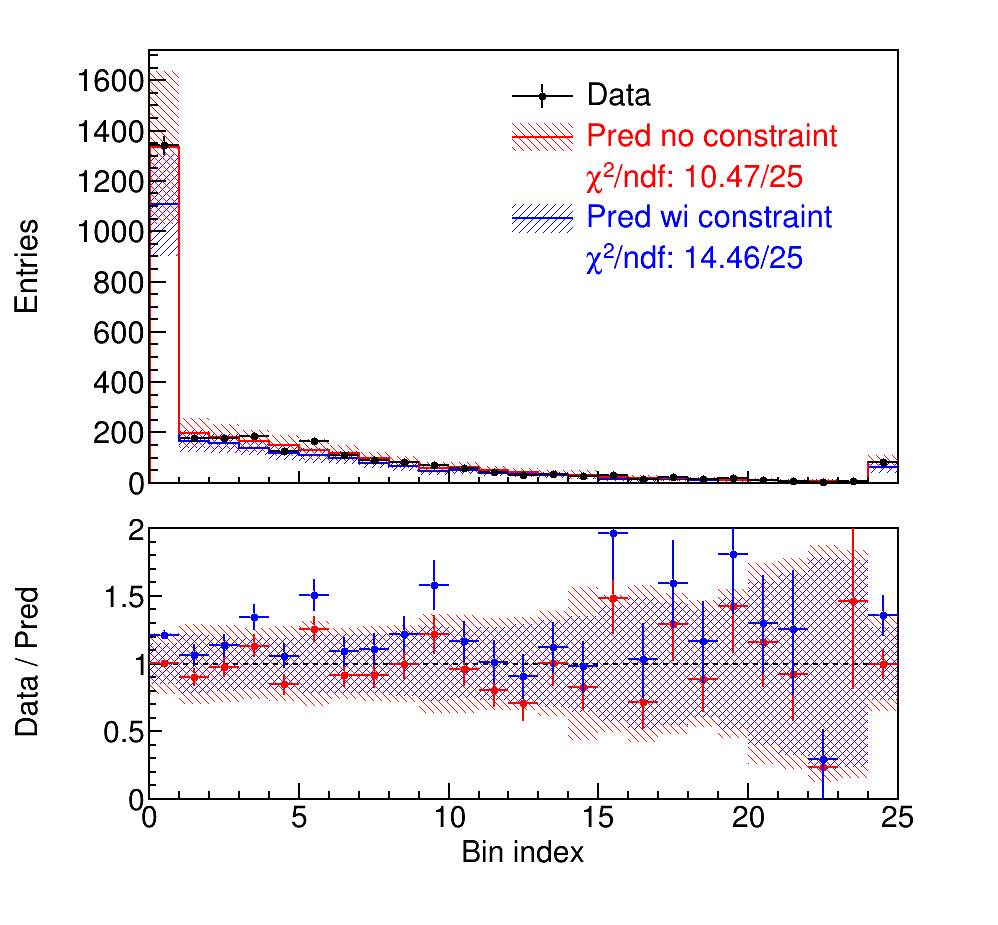 1600
1400
1200
1000
800
600
400
200
0
Entries
Data
Pred no constraint
χ²/ndf: 10.47/25
Pred wi constraint
χ²/ndf: 14.46/25
2
1.5
1
0.5
0
Data / Pred
0 5 10 15 20 25
Bin index